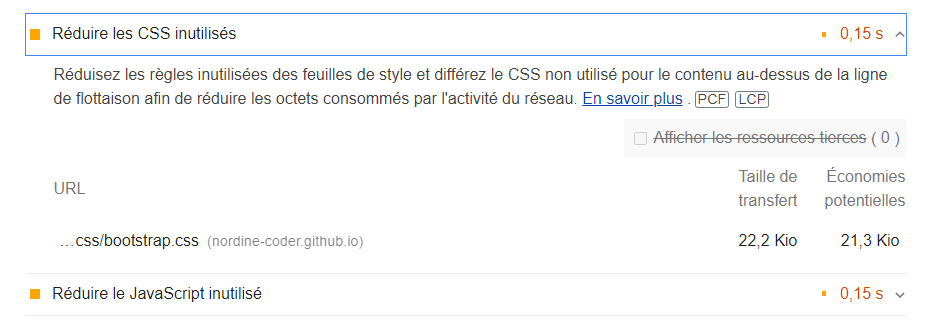 Réduire les CSS inutilisés 0,15 s
Réduisez les règles inutilisées des feuilles de style et différez le CSS non utilisé pour le contenu au-dessus de la ligne
de flottaison afin de réduire les octets consommés par l'activité du réseau. En savoir plus . PCF LCP
Afficher les ressources tierces ( 0 )
URL
Taille de transfert
Économies potentielles
…css/bootstrap.css (nordine-coder.github.io) 22,2 Kio 21,3 Kio
Réduire le JavaScript inutilisé 0,15 s